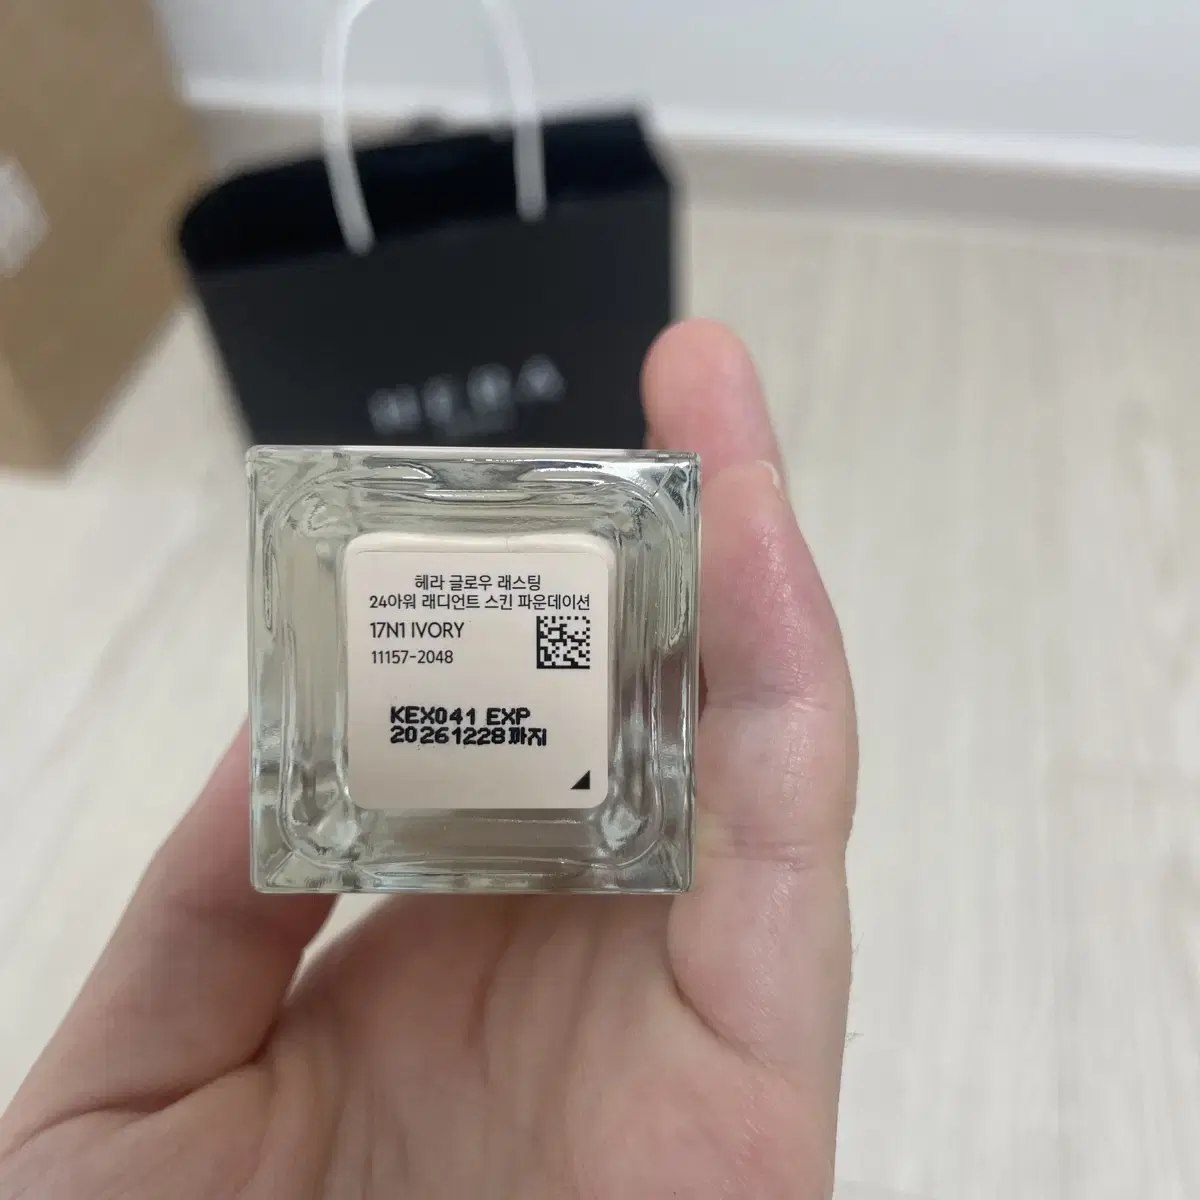 HERA
헤라 글로우 래스팅
24아워 래디언트 스킨 파운데이션
17N1 IVORY
11157-2048
KEX041 EXP
20261228까지